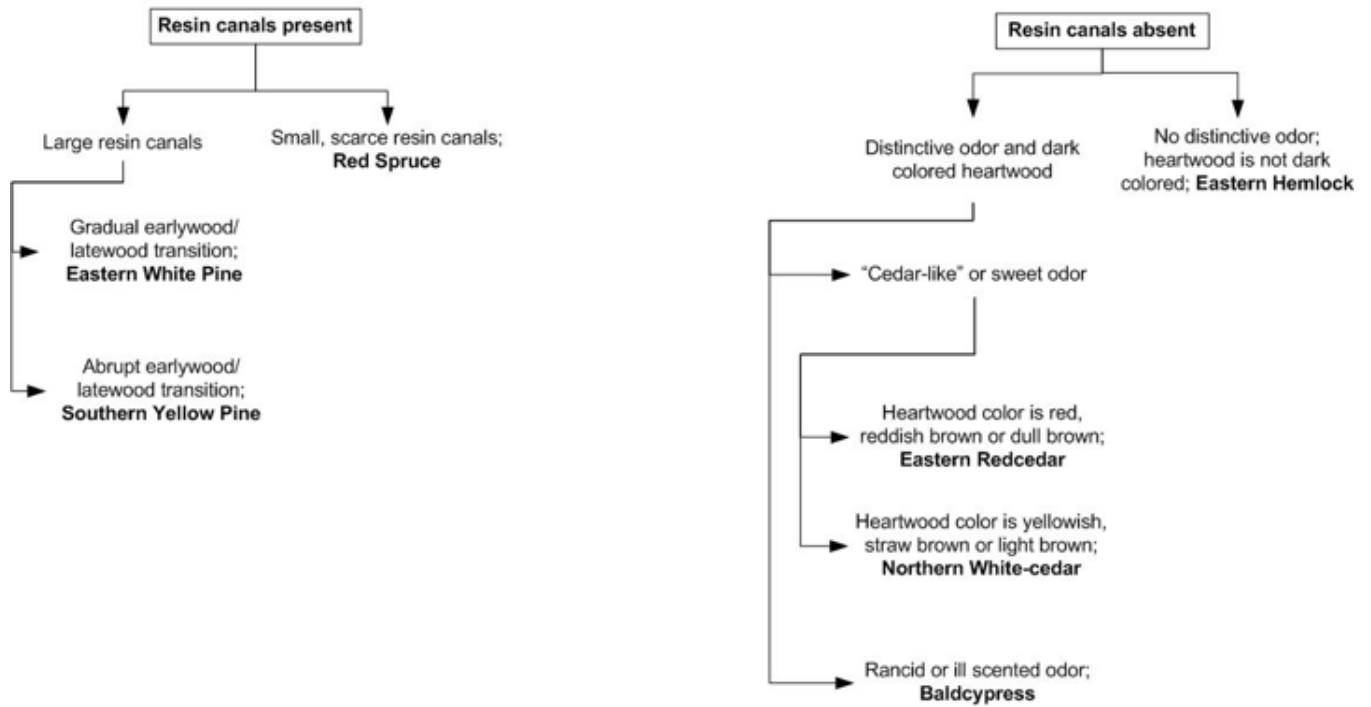 Resin canals present
Large resin canals
Small, scarce resin canals;
Red Spruce
Gradual earlywood/
latewood transition;
Eastern White Pine
Abrupt earlywood/
latewood transition;
Southern Yellow Pine
Resin canals absent
Distinctive odor and dark
colored heartwood
No distinctive odor;
heartwood is not dark
colored; Eastern Hemlock
“Cedar-like” or sweet odor
Heartwood color is red,
reddish brown or dull brown;
Eastern Redcedar
Heartwood color is yellowish,
straw brown or light brown;
Northern White-cedar
Rancid or ill scented odor;
Baldcypress